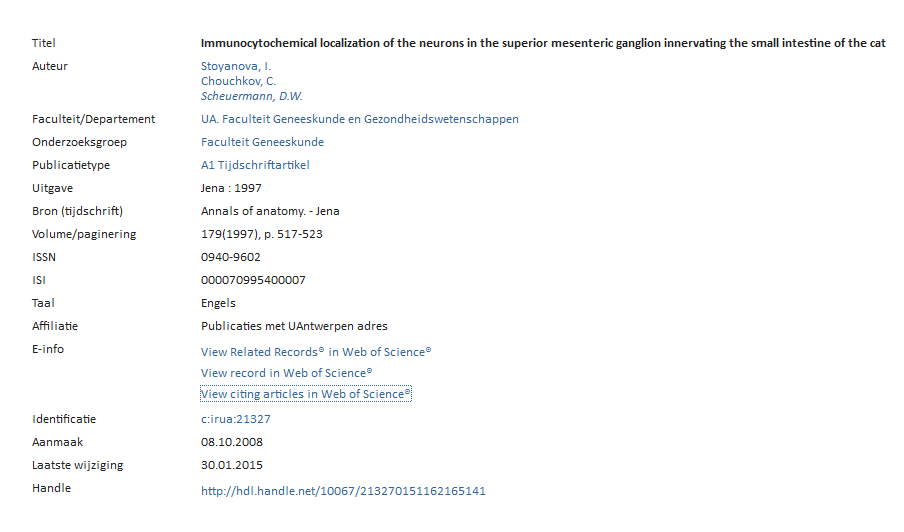 Titel Immunocytochemical localization of the neurons in the superior mesenteric ganglion innervating the small intestine of the cat
Auteur Stoyanova, I.
Chouchkov, C.
Scheuermann, D.W.
Faculteit/Departement UA. Faculteit Geneeskunde en Gezondheidswetenschappen
Onderzoeksgroep Faculteit Geneeskunde
Publicatietype A1 Tijdschriftartikel
Uitgave Jena : 1997
Bron (tijdschrift) Annals of anatomy. - Jena
Volume/paginering 179(1997), p. 517-523
ISSN 0940-9602
ISI 000070995400007
Taal Engels
Affiliatie Publicaties met UAntwerpen adres
E-info View Related Records® in Web of Science®
View record in Web of Science®
View citing articles in Web of Science®
Identificatie c:irua:21327
Aanmaak 08.10.2008
Laatste wijziging 30.01.2015
Handle http://hdl.handle.net/10067/213270151162165141